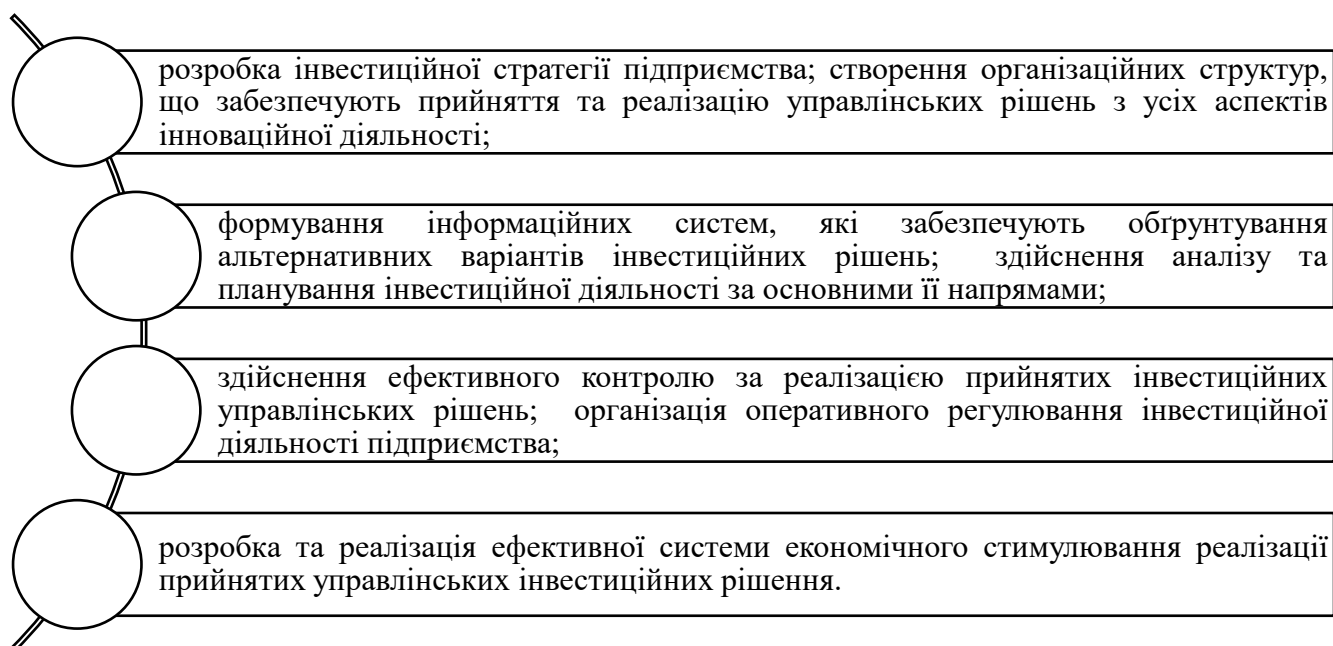 розробка інвестиційної стратегії підприємства; створення організаційних структур,
що забезпечують прийняття та реалізацію управлінських рішень з усіх аспектів
інноваційної діяльності;
формування інформаційних систем, які забезпечують обґрунтування
альтернативних варіантів інвестиційних рішень; здійснення аналізу та
планування інвестиційної діяльності за основними її напрямами;
здійснення ефективного контролю за реалізацією прийнятих інвестиційних
управлінських рішень; організація оперативного регулювання інвестиційної
діяльності підприємства;
розробка та реалізація ефективної системи економічного стимулювання реалізації
прийнятих управлінських інвестиційних рішення.